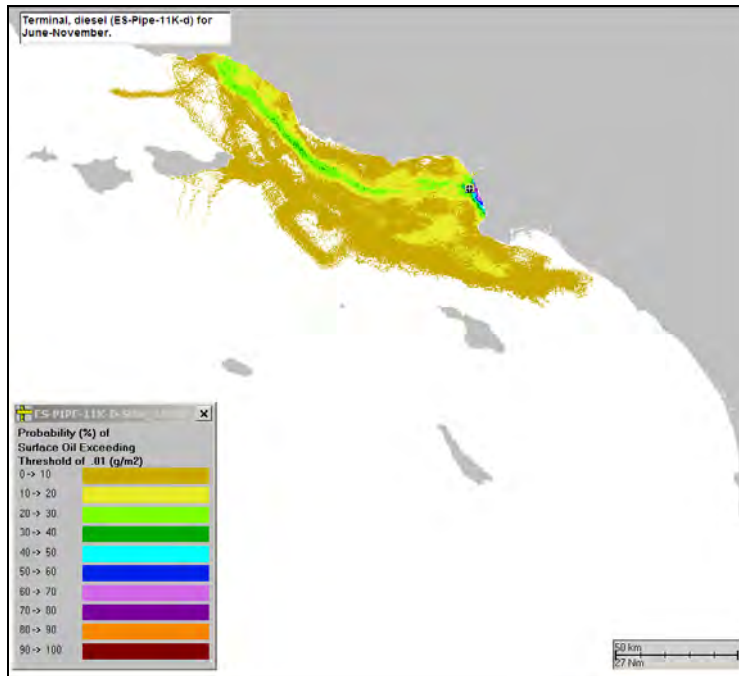 Terminal, diesel (ES-Pipe-11K-d) for
June-November.
Probability (%) of
Surface Oil Exceeding
Threshold of .01 (g/m2)
0 -> 10
10 -> 20
20 -> 30
30 -> 40
40 -> 50
50 -> 60
60 -> 70
70 -> 80
80 -> 90
90 -> 100
50 km
27 Nm